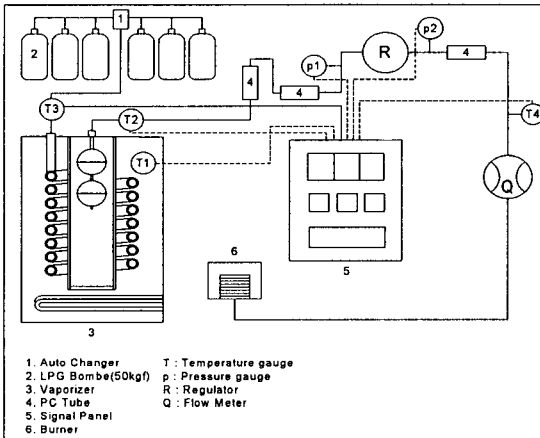 1
2
p2
R
4
p1
4
4
T3
T2
T4
T1
Q
6
5
3
1. Auto Changer
2. LPG Bombe(50kgf)
3. Vaporizer
4. PC Tube
5. Signal Panel
6. Burner
T : Temperature gauge
p : Pressure gauge
R : Regulator
Q : Flow Meter